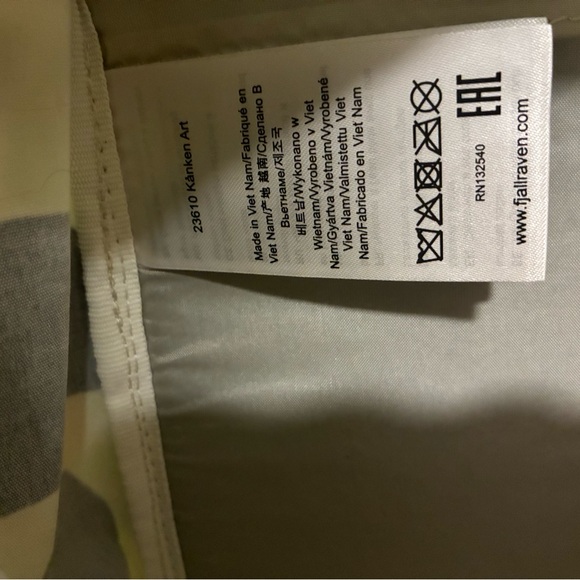 23610 Kånken Art
Made in Viet Nam/Fabriqué en
Viet Nam/产地 越南/Сделано В
Вьетнаме/제조국
베트남/Wykonano w
Wietnam/Vyrobeno v Viet
Nam/Gyártva Vietnám/Vyrobené
Viet Nam/Valmistettu Viet
Nam/Fabricado en Viet Nam
EAC
RN132540
www.fjallraven.com